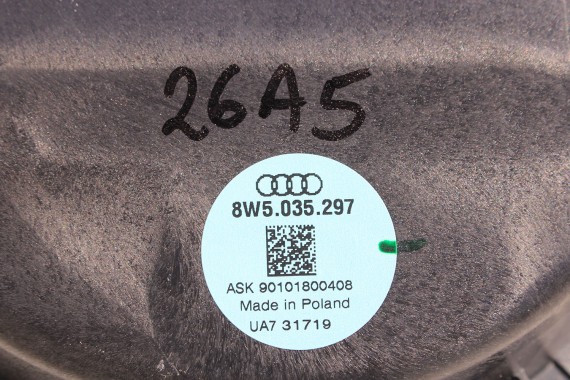 26A5
8W5.035.297
ASK 90101800408
Made in Poland
UA7 31719